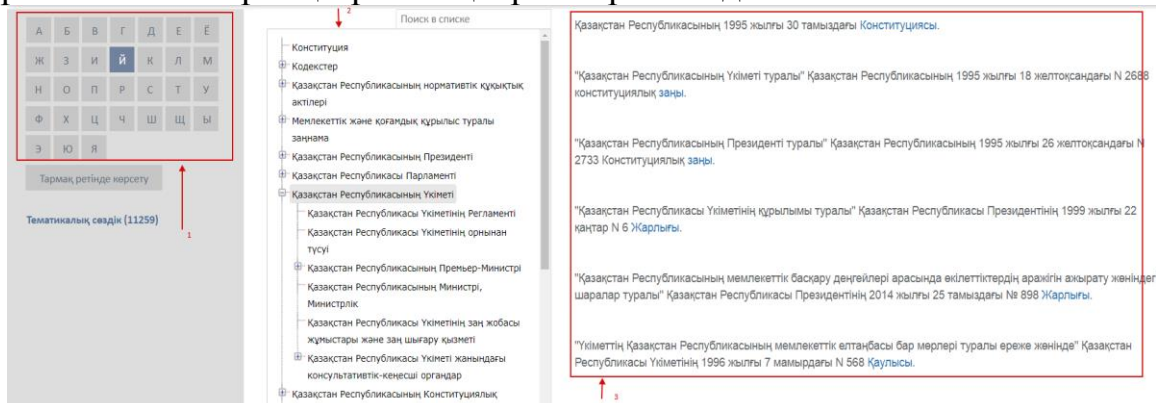 2
Поиск в списке
А Б В Г Д Е Ё
Ж З И Й К Л М
Н О П Р С Т У
Ф Х Ц Ч Ш Щ Ы
Э Ю Я
Тармақ ретінде көрсету
Тематикалық сөздік (11259)
1
Конституция
Кодекстер
Қазақстан Республикасының нормативтік құқықтық
актілері
Мемлекеттік және қоғамдық құрылыс туралы
заңнама
Қазақстан Республикасының Президенті
Қазақстан Республикасы Парламенті
Қазақстан Республикасының Үкіметі
Қазақстан Республикасы Үкіметінің Регламенті
Қазақстан Республикасы Үкіметінің орнынан
түсуі
Қазақстан Республикасының Премьер-Министрі
Қазақстан Республикасының Министрі,
Министрлік
Қазақстан Республикасы Үкіметінің заң жобасы
жұмыстары және заң шығару қызметі
Қазақстан Республикасы Үкіметі жанындағы
консультативтік-кеңесші органдар
Қазақстан Республикасының Конституциялық
Қазақстан Республикасының 1995 жылғы 30 тамыздағы Конституциясы.
"Қазақстан Республикасының Үкіметі туралы" Қазақстан Республикасының 1995 жылғы 18 желтоқсандағы N 2688
конституциялық заңы.
"Қазақстан Республикасының Президенті туралы" Қазақстан Республикасының 1995 жылғы 26 желтоқсандағы N
2733 Конституциялық заңы.
"Қазақстан Республикасы Үкіметінің құрылымы туралы" Қазақстан Республикасы Президентінің 1999 жылғы 22
қаңтар N 6 Жарлығы.
"Қазақстан Республикасының мемлекеттік басқару деңгейлері арасында өкілеттіктердің аражігін ажырату жөніндег
шаралар туралы" Қазақстан Республикасы Президентінің 2014 жылғы 25 тамыздағы № 898 Жарлығы.
"Үкіметтің Қазақстан Республикасының мемлекеттік елтаңбасы бар мөрлері туралы ереже жөнінде" Қазақстан
Республикасы Үкіметінің 1996 жылғы 7 мамырдағы N 568 Қаулысы.
3